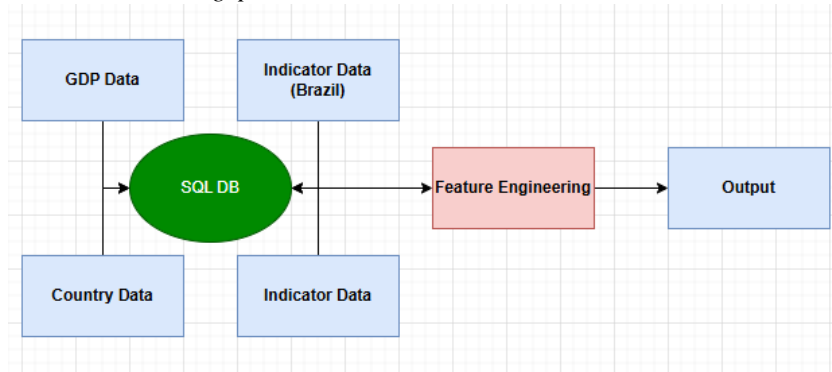 GDP Data
Indicator Data
(Brazil)
SQL DB
Feature Engineering
Output
Country Data
Indicator Data